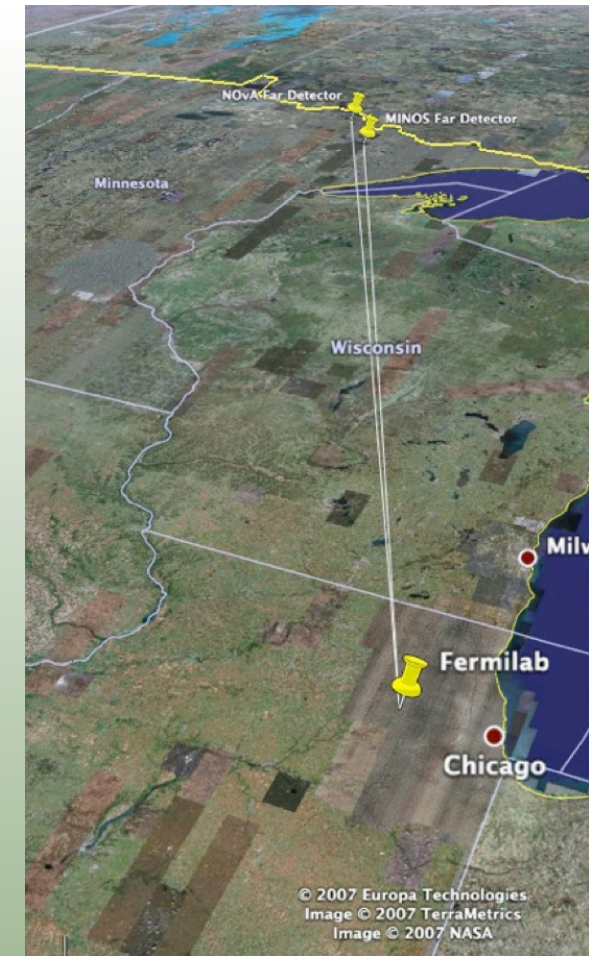 NOvA Far Detector
MINOS Far Detector
Minnesota
Wisconsin
Milw
Fermilab
Chicago
© 2007 Europa Technologies
Image © 2007 TerraMetrics
Image © 2007 NASA